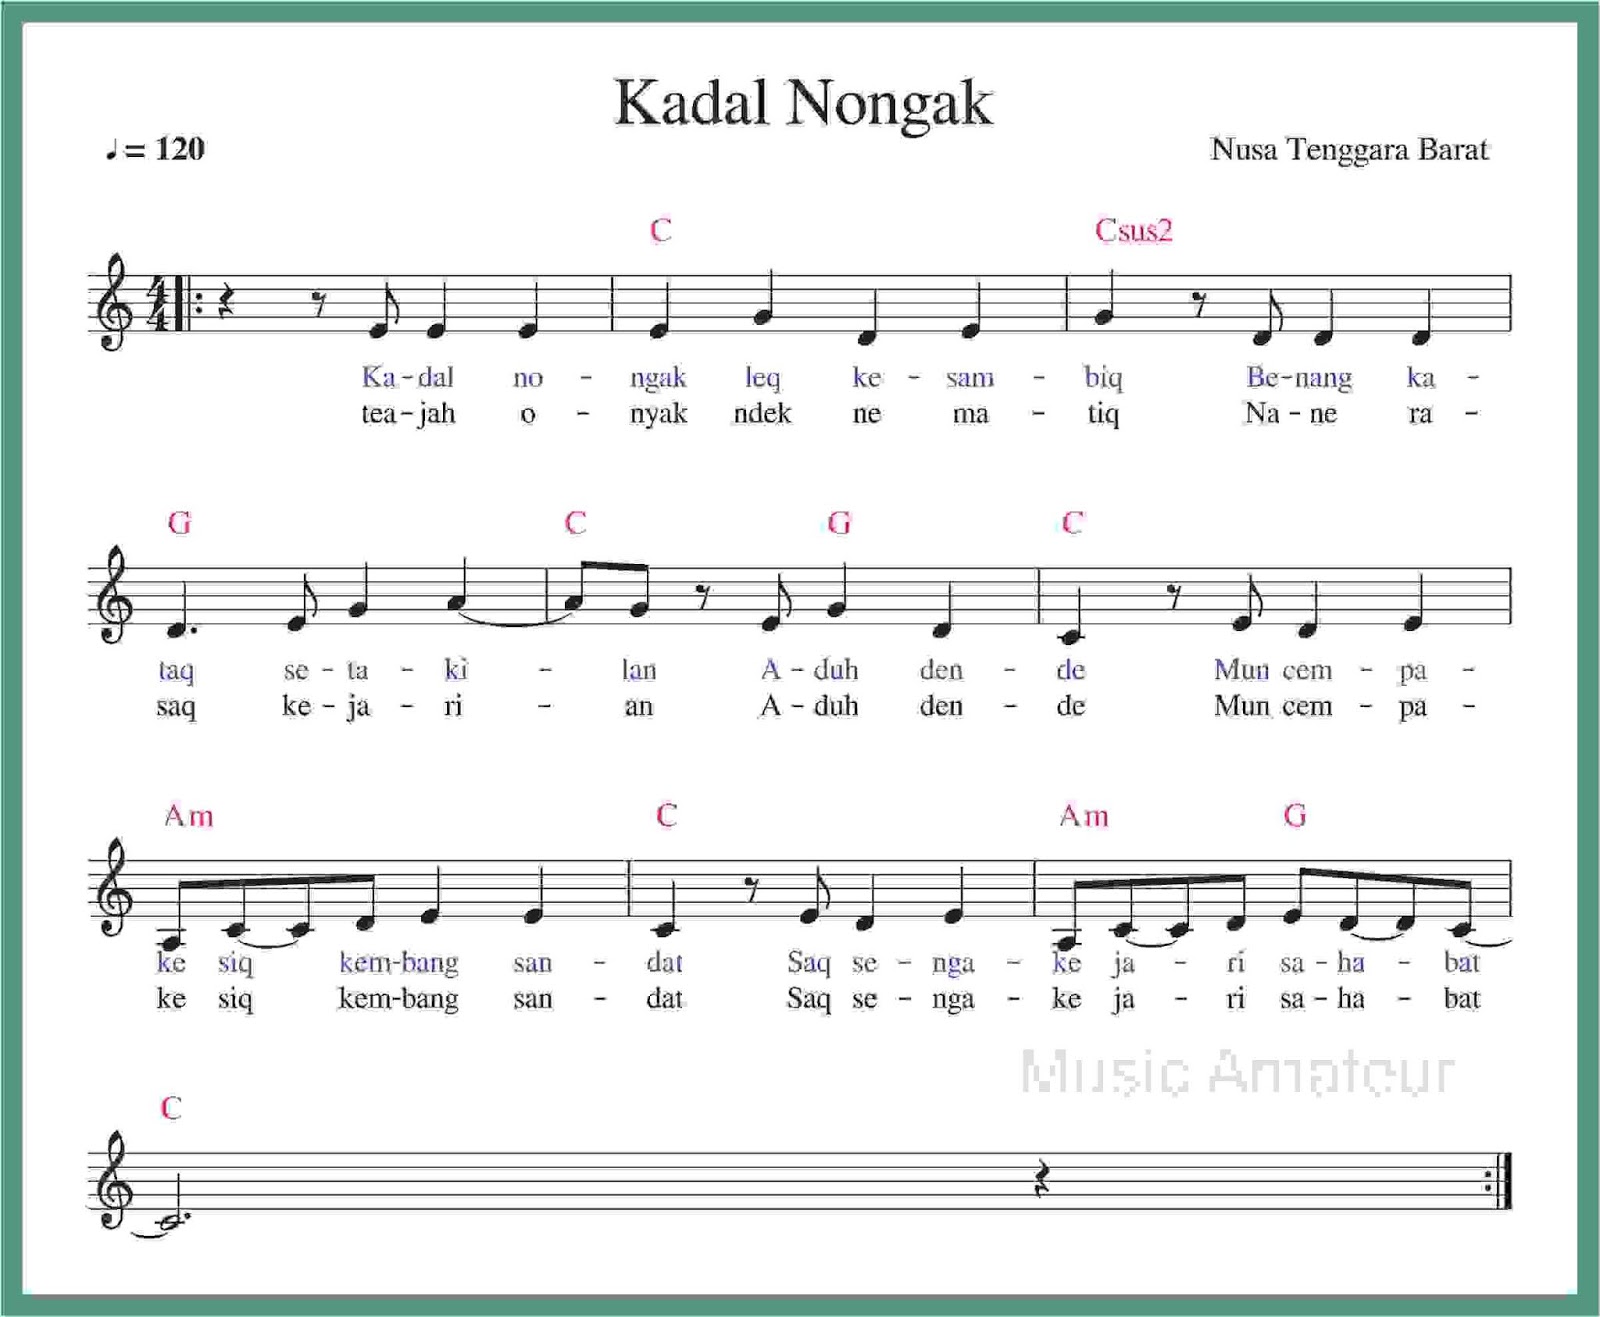 Kadal Nongak
♩= 120
Nusa Tenggara Barat
C Csus2
Ka-dal no - ngak leq ke - sam - biq Be-nang ka -
tea-jah o - nyak ndek ne ma - tiq Na - ne ra -
G C G C
taq se - ta - ki - lan A - duh den - de Mun cem - pa -
saq ke - ja - ri - an A - duh den - de Mun cem - pa -
Am C Am G
ke siq kem-bang san - dat Saq se - nga - ke ja - ri sa - ha - bat
ke siq kem-bang san - dat Saq se - nga - ke ja - ri sa - ha - bat
Music Amateur
C